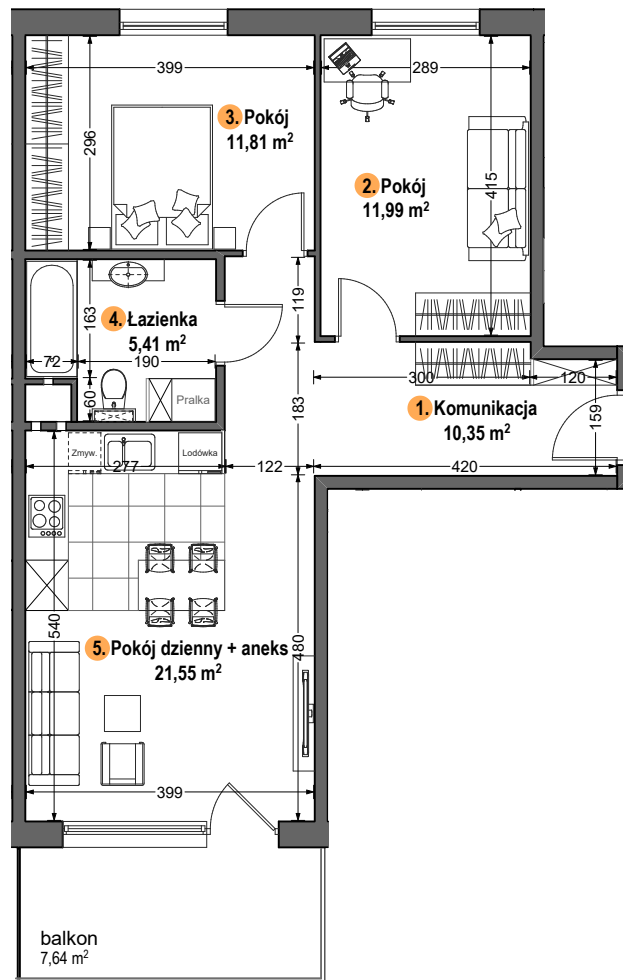 399
289
3. Pokój
11,81 m²
296
2. Pokój
11,99 m²
415
119
163
4. Łazienka
5,41 m²
72
190
183
300
120
60
Pralka
1. Komunikacja
10,35 m²
159
Zmyw.
Lodówka
277
122
420
540
5. Pokój dzienny + aneks
21,55 m²
480
399
balkon
7,64 m²